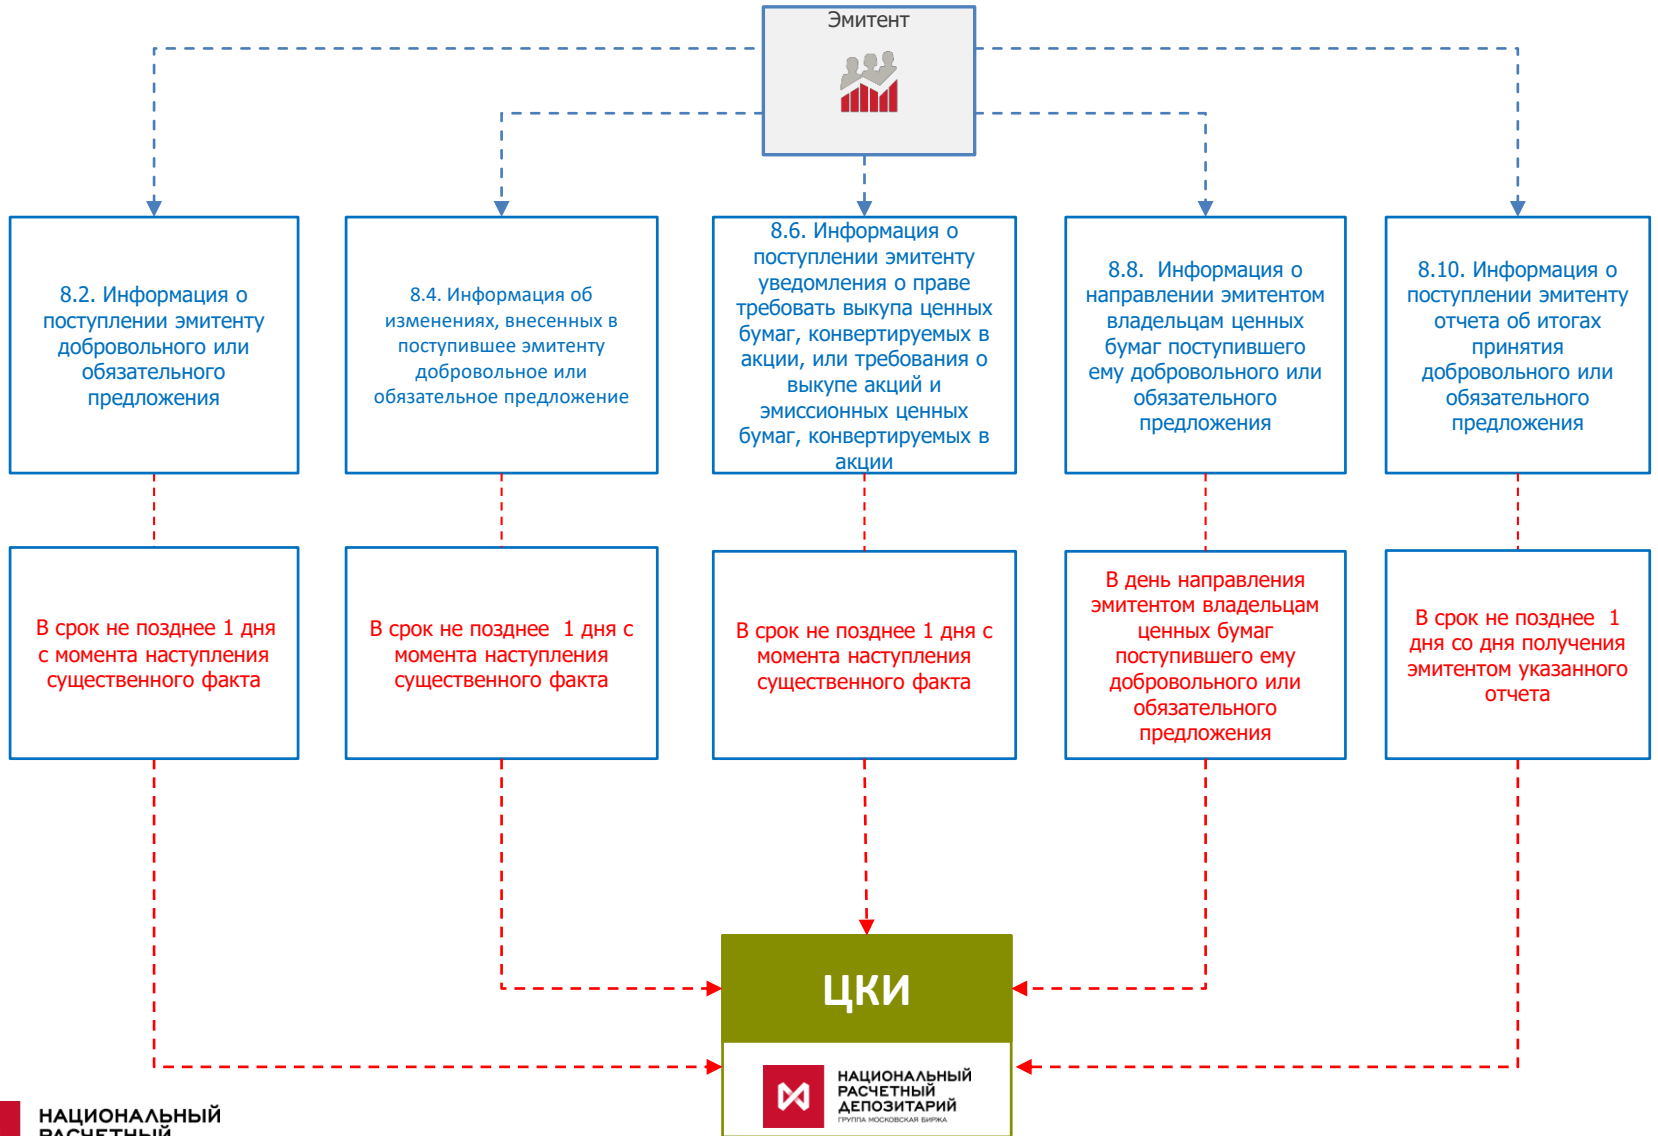 Эмитент
8.2. Информация о
поступлении эмитенту
добровольного или
обязательного
предложения
8.4. Информация об
изменениях, внесенных в
поступившее эмитенту
добровольное или
обязательное предложение
8.6. Информация о
поступлении эмитенту
уведомления о праве
требовать выкупа ценных
бумаг, конвертируемых в
акции, или требования о
выкупе акций и
эмиссионных ценных
бумаг, конвертируемых в
акции
8.8. Информация о
направлении эмитентом
владельцам ценных
бумаг поступившего
ему добровольного или
обязательного
предложения
8.10. Информация о
поступлении эмитенту
отчета об итогах
принятия
добровольного или
обязательного
предложения
В срок не позднее 1 дня
с момента наступления
существенного факта
В срок не позднее 1 дня с
момента наступления
существенного факта
В срок не позднее 1 дня с
момента наступления
существенного факта
В день направления
эмитентом владельцам
ценных бумаг
поступившего ему
добровольного или
обязательного
предложения
В срок не позднее 1
дня со дня получения
эмитентом указанного
отчета
ЦКИ
НАЦИОНАЛЬНЫЙ
РАСЧЕТНЫЙ
ДЕПОЗИТАРИЙ
ГРУППА МОСКОВСКАЯ БИРЖА
НАЦИОНАЛЬНЫЙ
РАСЧЕТНЫЙ